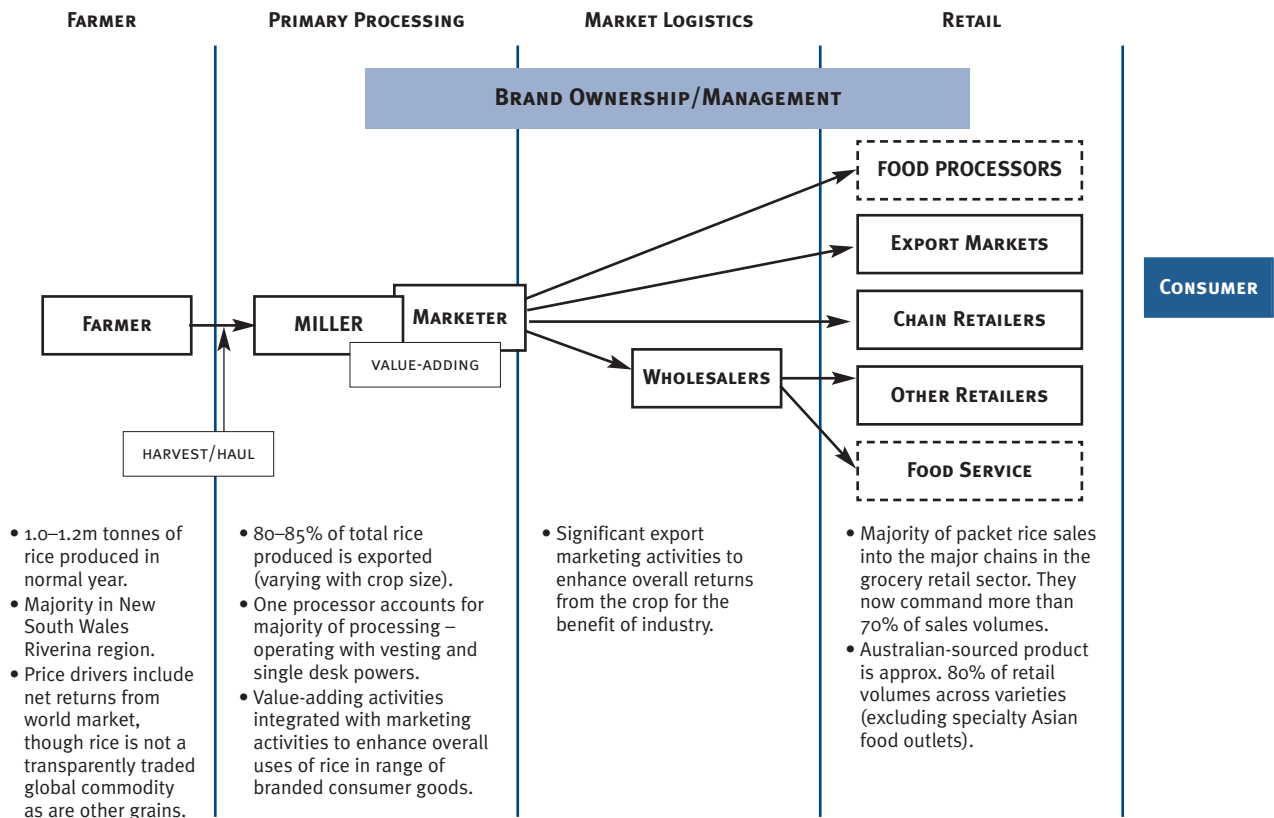 FARMER
PRIMARY PROCESSING
MARKET LOGISTICS
RETAIL
BRAND OWNERSHIP/MANAGEMENT
FOOD PROCESSORS
EXPORT MARKETS
CONSUMER
FARMER
MILLER
MARKETER
CHAIN RETAILERS
VALUE-ADDING
WHOLESALERS
OTHER RETAILERS
HARVEST/HAUL
FOOD SERVICE
• 1.0–1.2m tonnes of
rice produced in
normal year.
• Majority in New
South Wales
Riverina region.
• Price drivers include
net returns from
world market,
though rice is not a
transparently traded
global commodity
as are other grains.
• 80–85% of total rice
produced is exported
(varying with crop size).
• One processor accounts for
majority of processing –
operating with vesting and
single desk powers.
• Value-adding activities
integrated with marketing
activities to enhance overall
uses of rice in range of
branded consumer goods.
• Significant export
marketing activities to
enhance overall returns
from the crop for the
benefit of industry.
• Majority of packet rice sales
into the major chains in the
grocery retail sector. They
now command more than
70% of sales volumes.
• Australian-sourced product
is approx. 80% of retail
volumes across varieties
(excluding specialty Asian
food outlets).